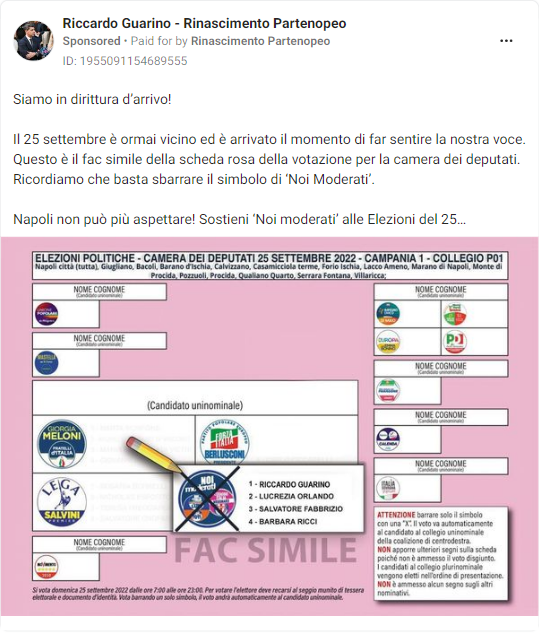 Riccardo Guarino - Rinascimento Partenopeo
Sponsored • Paid for by Rinascimento Partenopeo
ID: 1955091154689555
Siamo in dirittura d'arrivo!
Il 25 settembre è ormai vicino ed è arrivato il momento di far sentire la nostra voce.
Questo è il fac simile della scheda rosa della votazione per la camera dei deputati.
Ricordiamo che basta sbarrare il simbolo di 'Noi Moderati'.
Napoli non può più aspettare! Sostieni 'Noi moderati' alle Elezioni del 25…
ELEZIONI POLITICHE - CAMERA DEI DEPUTATI 25 SETTEMBRE 2022 - CAMPANIA 1 - COLLEGIO P01
Napoli città (tutta), Giugliano, Bacoli, Barano d'Ischia, Calvizzano, Casamicciola terme, Forio Ischia, Lacco Ameno, Marano di Napoli, Monte di
Procida, Pozzuoli, Procida, Qualiano Quarto, Serrara Fontana, Villaricca;
NOME COGNOME
(Candidato uninominale)
POPOLARE
NOME COGNOME
(Candidato uninominale)
MASTELLA
(Candidato uninominale)
GIORGIA
MELONI
FRATELLI
d'ITALIA
FORZA
ITALIA
BERLUSCONI
LEGA
SALVINI
PREMIER
NOI
MODERATI
1 - RICCARDO GUARINO
2 - LUCREZIA ORLANDO
3 - SALVATORE FABBRIZIO
4 - BARBARA RICCI
NOME COGNOME
(Candidato uninominale)
FAC SIMILE
NOME COGNOME
(Candidato uninominale)
EUROPA
PD
NOME COGNOME
(Candidato uninominale)
NOME COGNOME
(Candidato uninominale)
CALENDA
NOME COGNOME
(Candidato uninominale)
ITALIA
ATTENZIONE barrare solo il simbolo
con una "X". Il voto va automaticamente
al candidato al collegio uninominale
della coalizione di centrodestra.
NON apporre ulteriori segni sulla scheda
poiché non è ammesso il voto disgiunto.
I candidati al collegio plurinominale
vengono eletti nell'ordine di presentazione.
NON è ammesso alcun segno sugli altri
nominativi.
Si vota domenica 25 settembre 2022 dalle ore 7:00 alle ore 23:00. Per votare l'elettore deve recarsi al seggio munito di tessera
elettorale e documento d'identità. Vota barrando un solo simbolo, il voto andrà automaticamente al candidato uninominale.